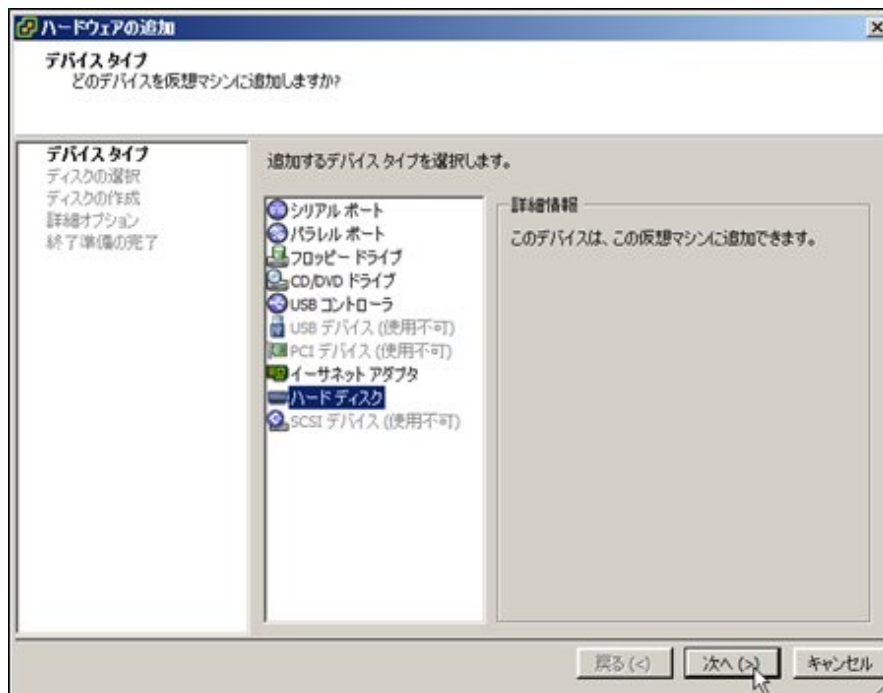 ハードウェアの追加
デバイス タイプ
どのデバイスを仮想マシンに追加しますか?
デバイス タイプ
ディスクの選択
ディスクの作成
詳細オプション
終了準備の完了
追加するデバイス タイプを選択します。
シリアル ポート
パラレル ポート
フロッピー ドライブ
CD/DVD ドライブ
USB コントローラ
USB デバイス (使用不可)
PCI デバイス (使用不可)
イーサネット アダプタ
ハード ディスク
SCSI デバイス (使用不可)
詳細情報
このデバイスは、この仮想マシンに追加できます。
戻る(<)
次へ(>)
キャンセル